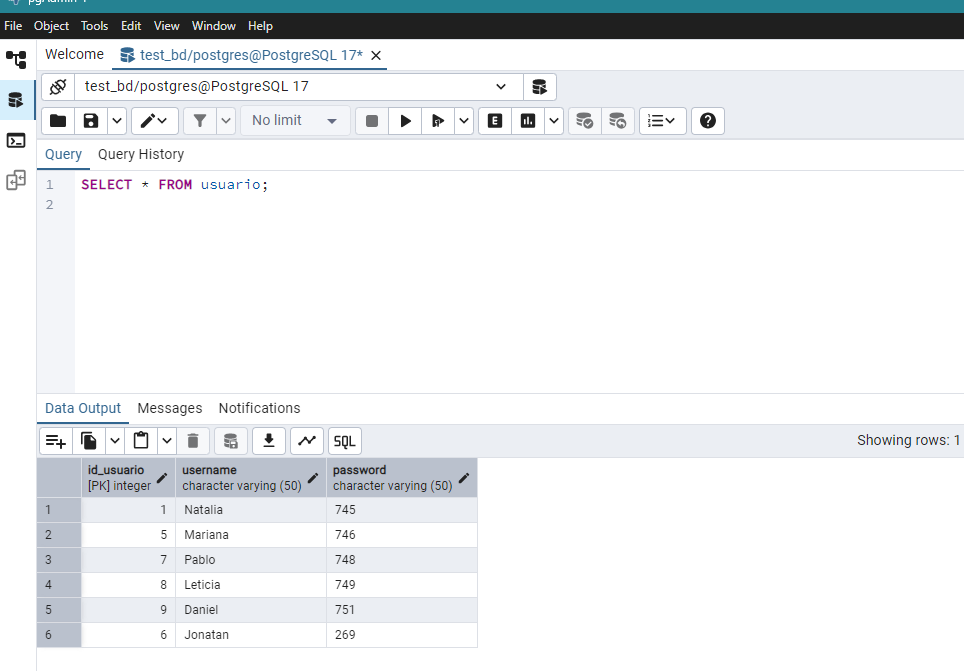 pgAdmin 4
File Object Tools Edit View Window Help
Welcome test_bd/postgres@PostgreSQL 17*
test_bd/postgres@PostgreSQL 17
No limit
E
Query Query History
1 SELECT * FROM usuario;
2
Data Output Messages Notifications
SQL Showing rows: 1
id_usuario username password
[PK] integer character varying (50) character varying (50)
1 1 Natalia 745
2 5 Mariana 746
3 7 Pablo 748
4 8 Leticia 749
5 9 Daniel 751
6 6 Jonatan 269